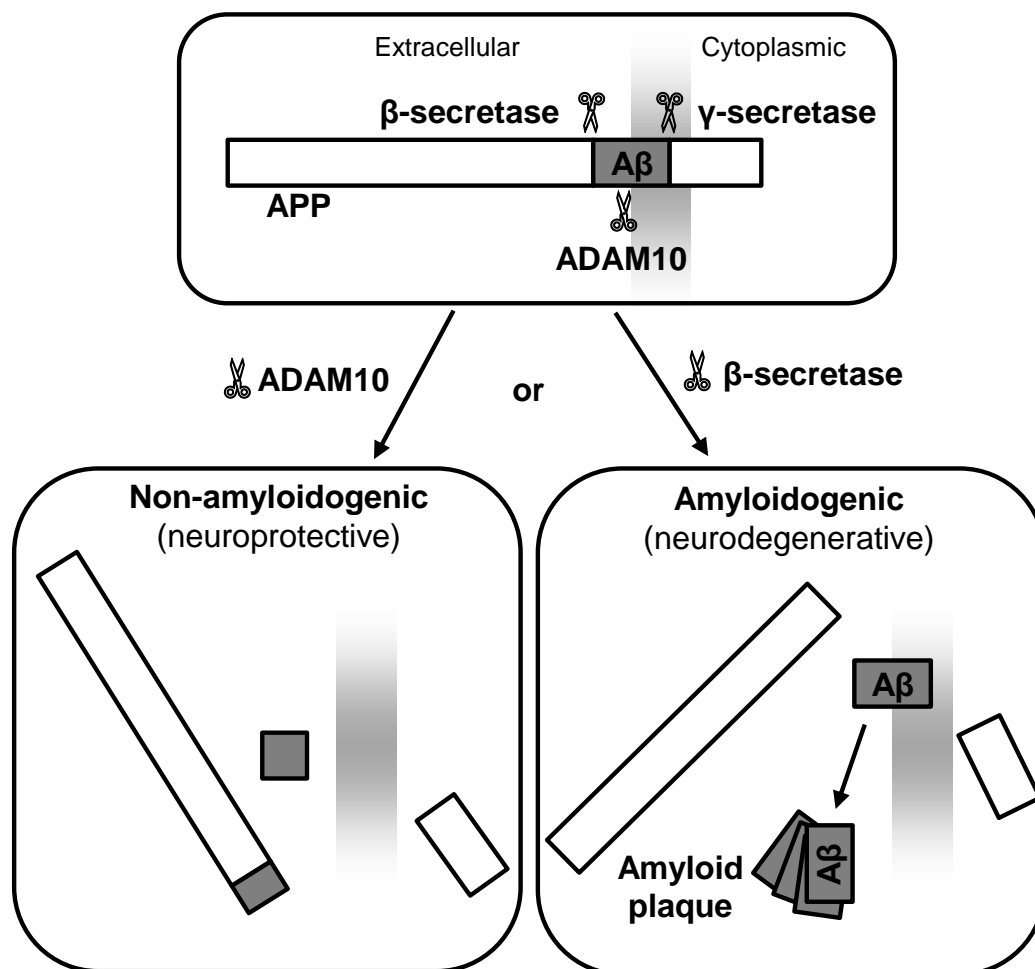 Extracellular
Cytoplasmic
β-secretase
γ-secretase
Aβ
APP
ADAM10
ADAM10
or
β-secretase
Non-amyloidogenic
(neuroprotective)
Amyloidogenic
(neurodegenerative)
Aβ
Aβ
Amyloid
plaque